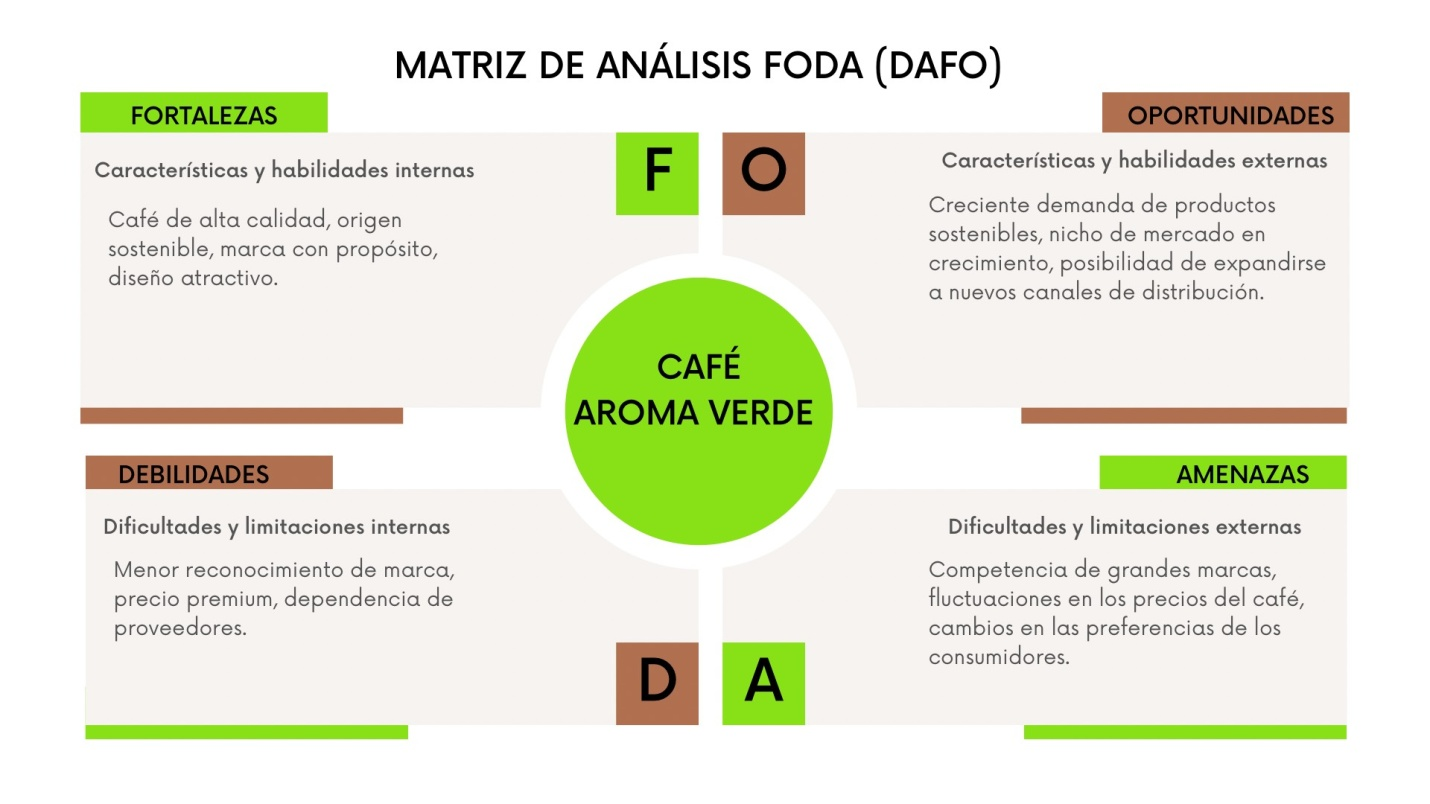 MATRIZ DE ANÁLISIS FODA (DAFO)
FORTALEZAS
Características y habilidades internas
Café de alta calidad, origen
sostenible, marca con propósito,
diseño atractivo.
F
O
OPORTUNIDADES
Características y habilidades externas
Creciente demanda de productos
sostenibles, nicho de mercado en
crecimiento, posibilidad de expandirse
a nuevos canales de distribución.
CAFÉ
AROMA VERDE
DEBILIDADES
Dificultades y limitaciones internas
Menor reconocimiento de marca,
precio premium, dependencia de
proveedores.
D
A
AMENAZAS
Dificultades y limitaciones externas
Competencia de grandes marcas,
fluctuaciones en los precios del café,
cambios en las preferencias de los
consumidores.